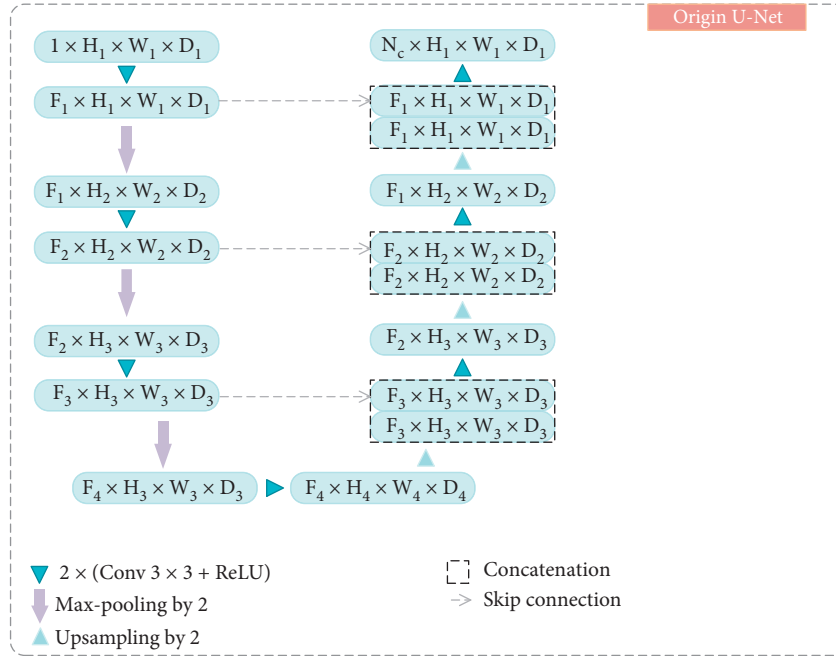 Origin U-Net
1 × H₁ × W₁ × D₁
F₁ × H₁ × W₁ × D₁
F₁ × H₂ × W₂ × D₂
F₂ × H₂ × W₂ × D₂
F₂ × H₃ × W₃ × D₃
F₃ × H₃ × W₃ × D₃
F₄ × H₃ × W₃ × D₃
F₄ × H₄ × W₄ × D₄
N꜀ × H₁ × W₁ × D₁
F₁ × H₁ × W₁ × D₁
F₁ × H₁ × W₁ × D₁
F₁ × H₂ × W₂ × D₂
F₂ × H₂ × W₂ × D₂
F₂ × H₂ × W₂ × D₂
F₂ × H₃ × W₃ × D₃
F₃ × H₃ × W₃ × D₃
F₃ × H₃ × W₃ × D₃
2 × (Conv 3 × 3 + ReLU)
Max-pooling by 2
Upsampling by 2
Concatenation
Skip connection